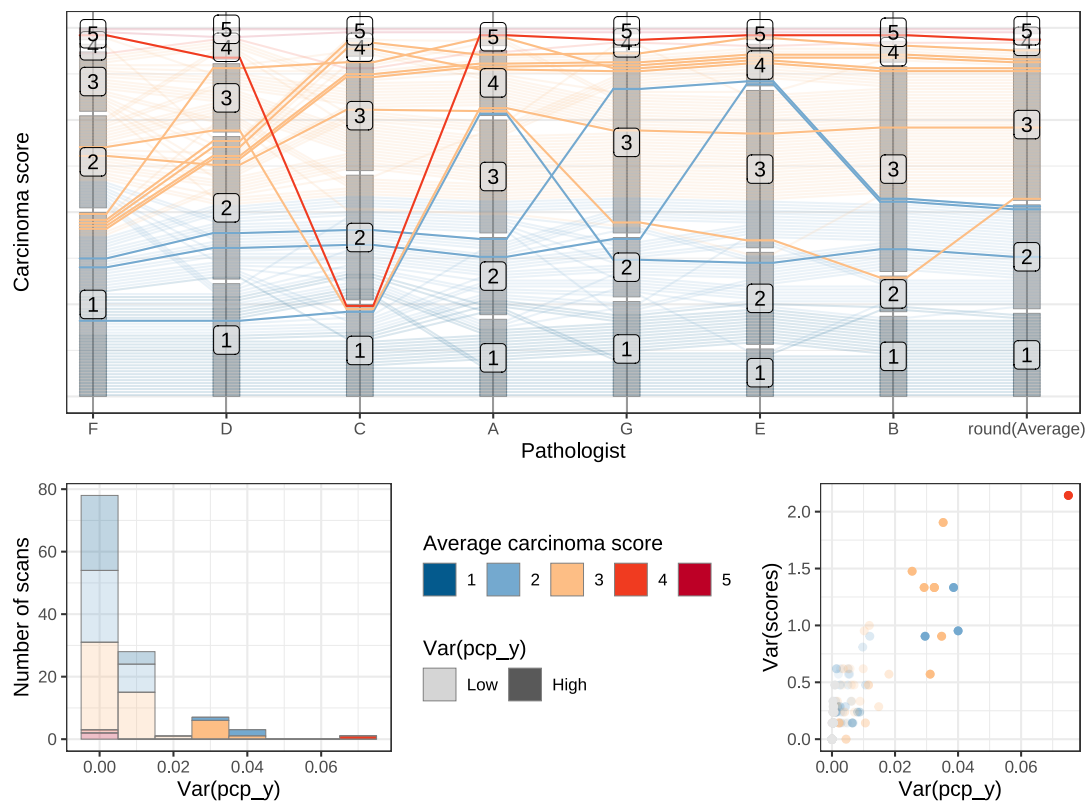 Carcinoma score
5 5 5 5 5 5 5 5
4 4 4 4 4 4 4
3 3 3 3 3 3 3 3
2 2 2 2 2 2 2 2
1 1 1 1 1 1 1 1
F D C A G E B round(Average)
Pathologist
Number of scans
80
60
40
20
0
0.00 0.02 0.04 0.06
Var(pcp_y)
Average carcinoma score
1 2 3 4 5
Var(pcp_y)
Low High
Var(scores)
2.0
1.5
1.0
0.5
0.0
0.00 0.02 0.04 0.06
Var(pcp_y)